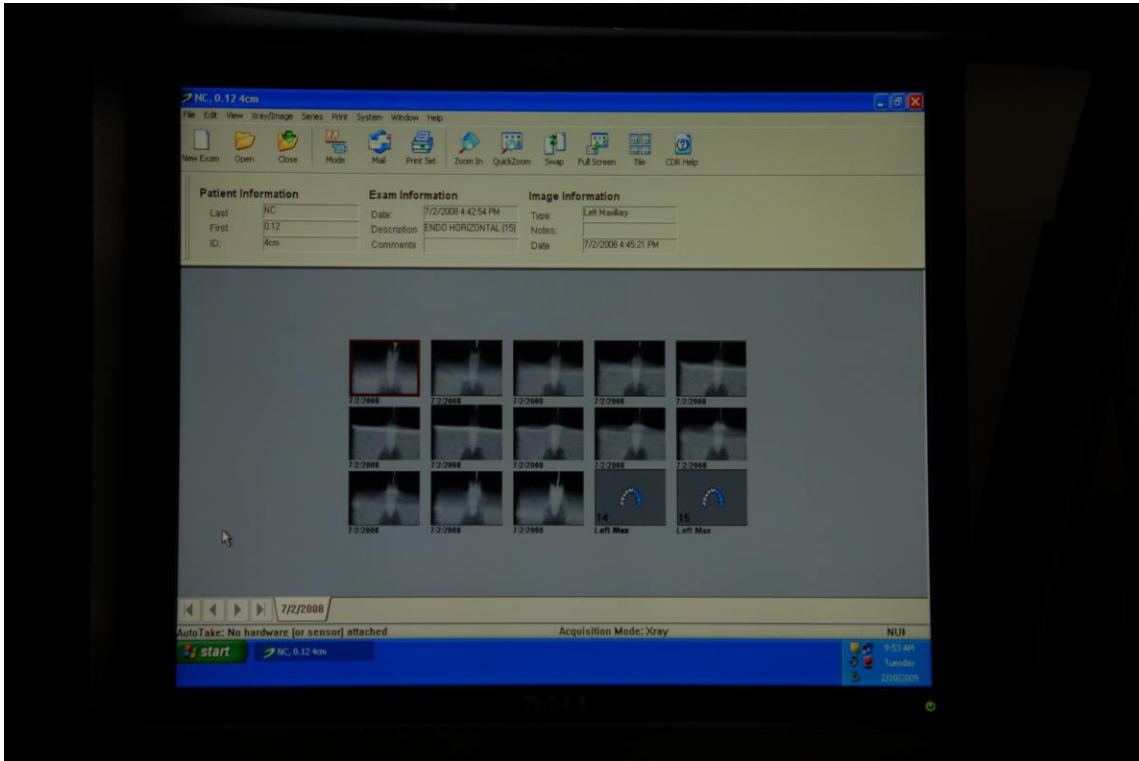 NC, 0.12 4cm
File Edit View Xray/Image Series Print System Window Help
New Exam Open Close Mode Mail Print Set Zoom In QuickZoom Swap Full Screen Tile CDR Help
Patient Information Exam Information Image Information
Last NC Date: 7/2/2008 4:42:54 PM Type: Left Maxillary
First 0.12 Description ENDO HORIZONTAL (15) Notes:
ID: 4cm Comments Date 7/2/2008 4:45:21 PM
7/2/2008 7/2/2008 7/2/2008 7/2/2008 7/2/2008
7/2/2008 7/2/2008 7/2/2008 7/2/2008 7/2/2008
14 15
7/2/2008 7/2/2008 7/2/2008 Left Max Left Max
7/2/2008
AutoTake: No hardware [or sensor] attached Acquisition Mode: Xray NUM
start NC, 0.12 4cm 9:53 AM
Tuesday
2/10/2009
DELL